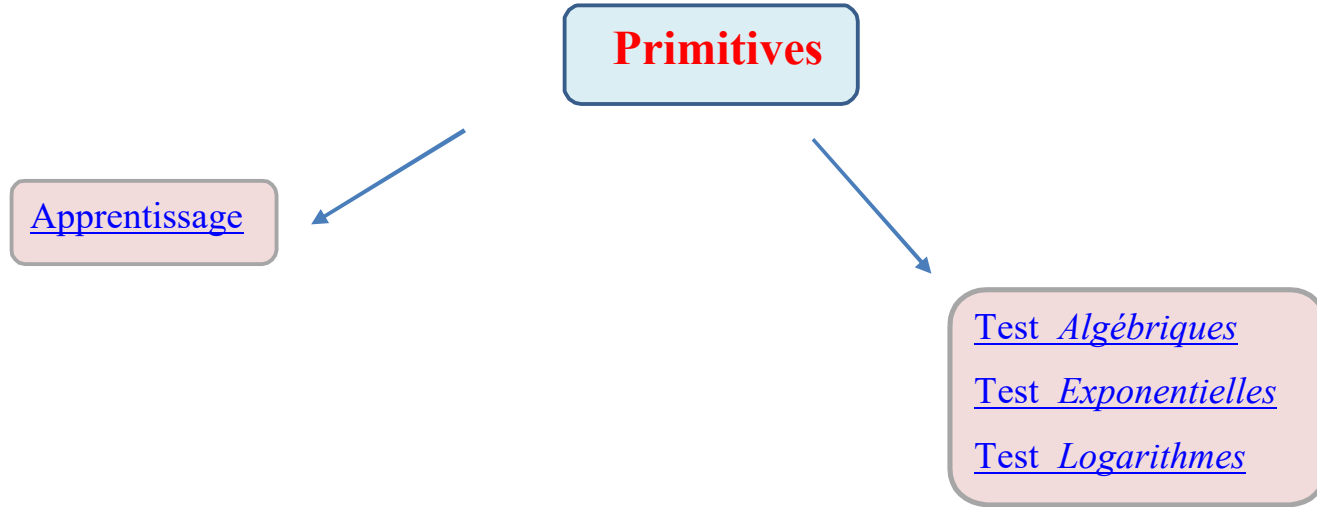 Primitives
Apprentissage
Test Algébriques
Test Exponentielles
Test Logarithmes